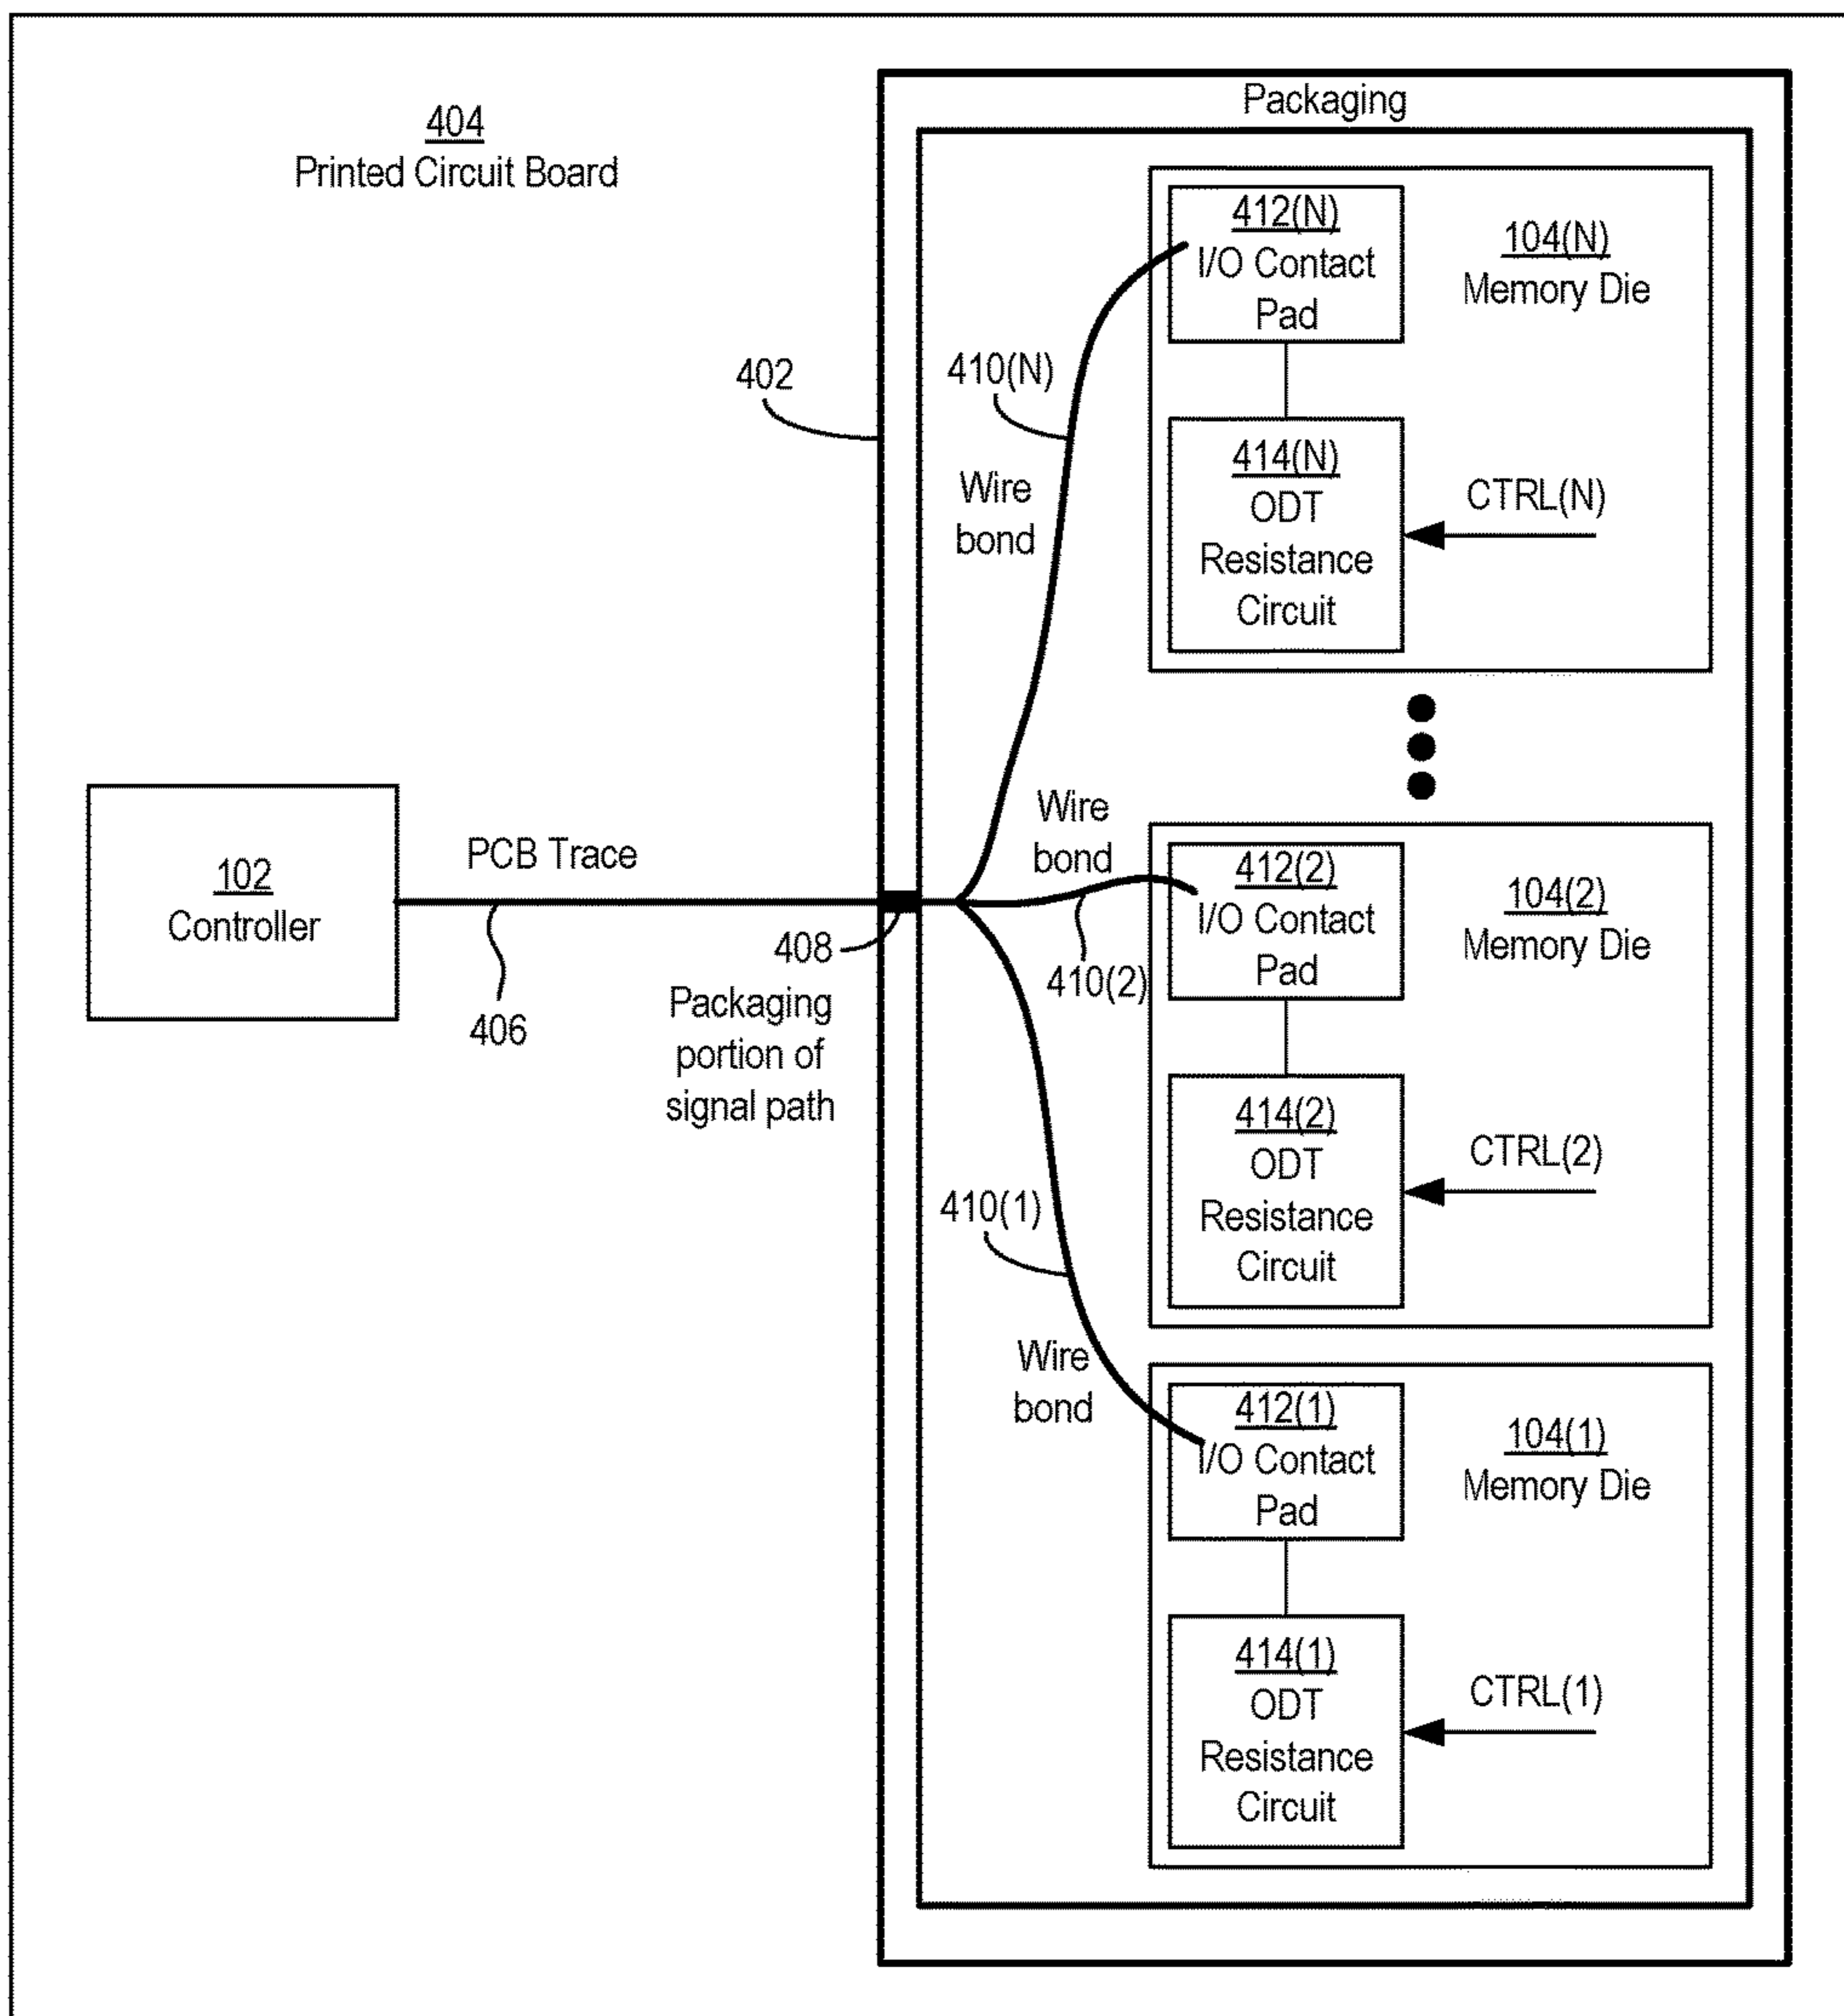 Packaging
404
Printed Circuit Board
412(N)
I/O Contact
Pad
104(N)
Memory Die
402
410(N)
Wire
bond
414(N)
ODT
Resistance
Circuit
CTRL(N)
102
Controller
PCB Trace
406
408
Packaging
portion of
signal path
Wire
bond
410(2)
412(2)
I/O Contact
Pad
104(2)
Memory Die
414(2)
ODT
Resistance
Circuit
CTRL(2)
410(1)
Wire
bond
412(1)
I/O Contact
Pad
104(1)
Memory Die
414(1)
ODT
Resistance
Circuit
CTRL(1)